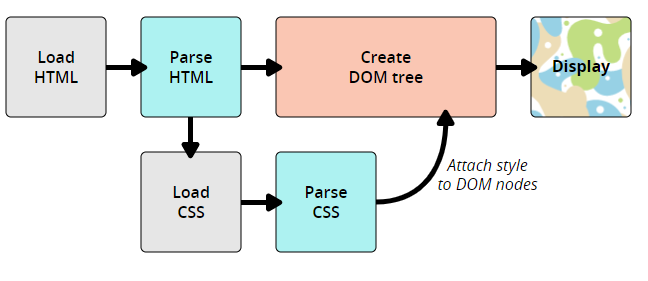 Load
HTML
Parse
HTML
Create
DOM tree
Display
Load
CSS
Parse
CSS
Attach style
to DOM nodes